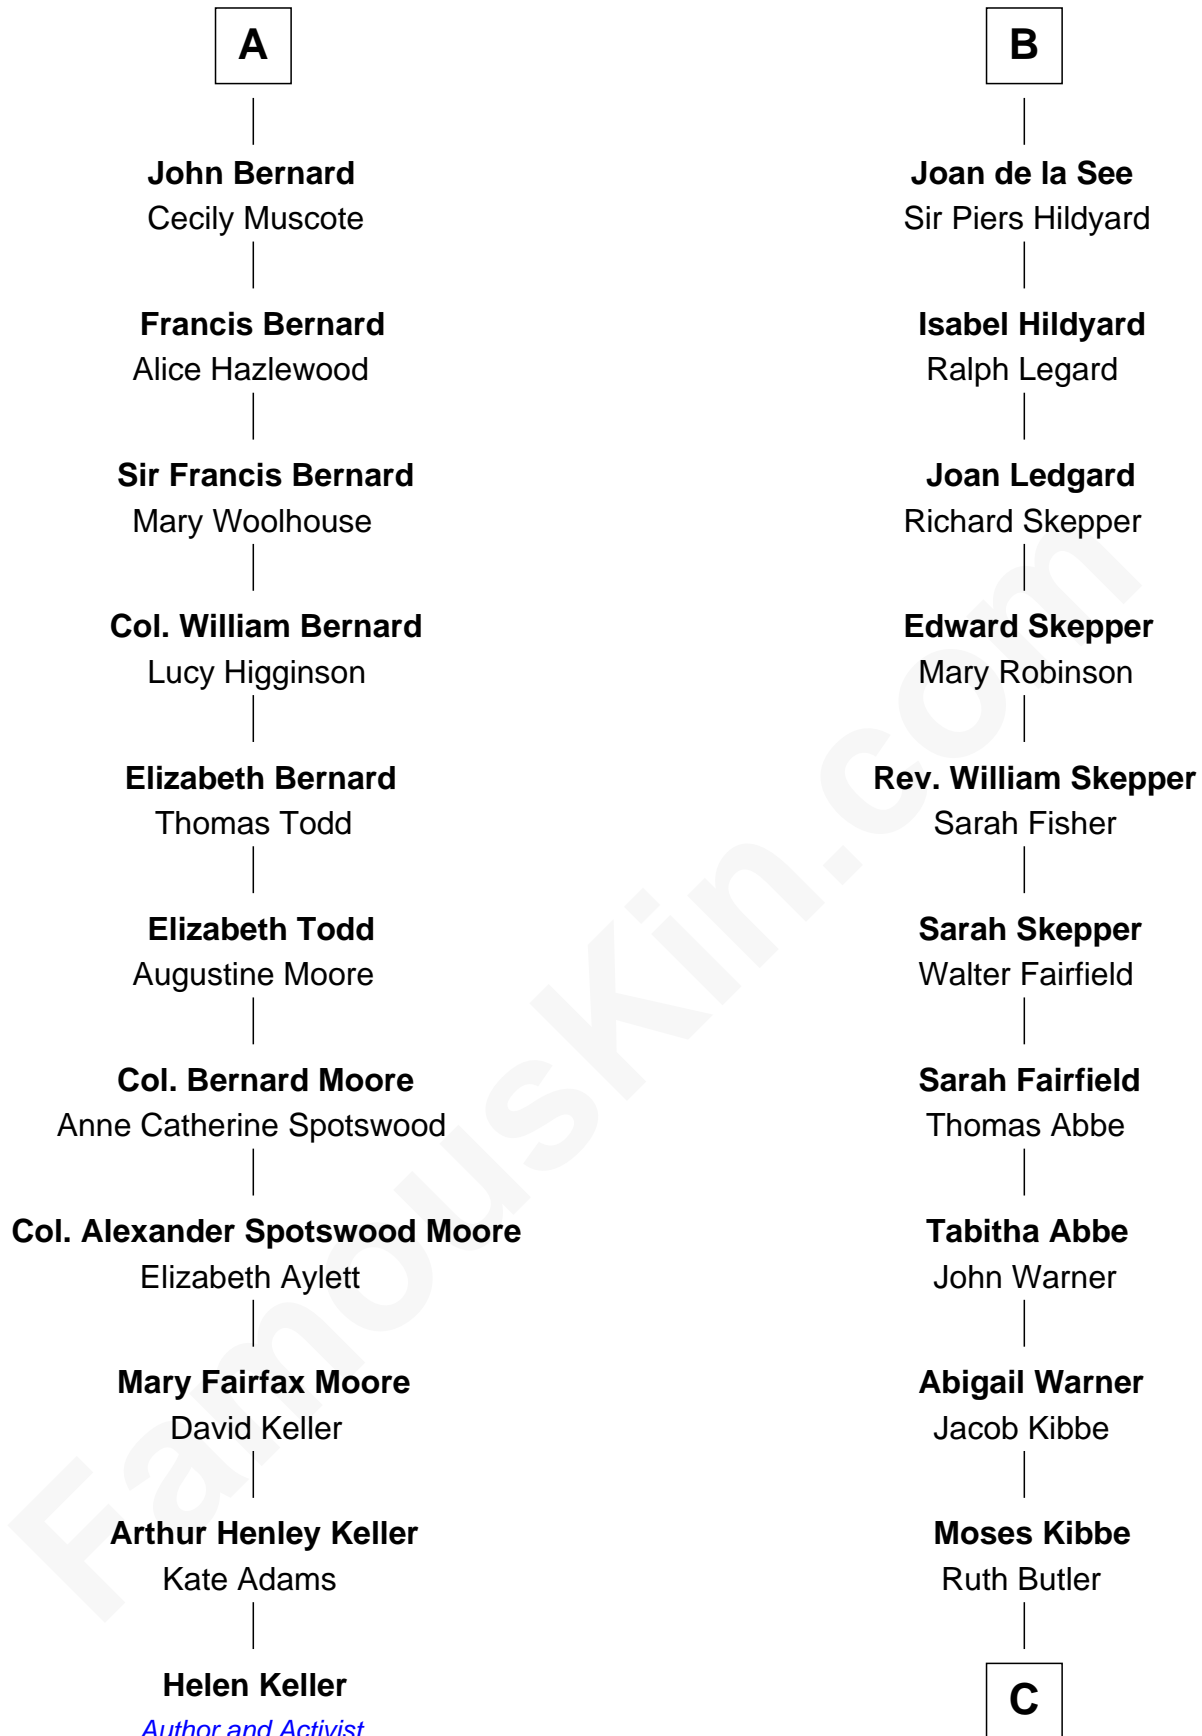 A
John Bernard
Cecily Muscote
Francis Bernard
Alice Hazlewood
Sir Francis Bernard
Mary Woolhouse
Col. William Bernard
Lucy Higginson
Elizabeth Bernard
Thomas Todd
Elizabeth Todd
Augustine Moore
Col. Bernard Moore
Anne Catherine Spotswood
Col. Alexander Spotswood Moore
Elizabeth Aylett
Mary Fairfax Moore
David Keller
Arthur Henley Keller
Kate Adams
Helen Keller
Author and Activist
B
Joan de la See
Sir Piers Hildyard
Isabel Hildyard
Ralph Legard
Joan Ledgard
Richard Skepper
Edward Skepper
Mary Robinson
Rev. William Skepper
Sarah Fisher
Sarah Skepper
Walter Fairfield
Sarah Fairfield
Thomas Abbe
Tabitha Abbe
John Warner
Abigail Warner
Jacob Kibbe
Moses Kibbe
Ruth Butler
C
FamousKin.com